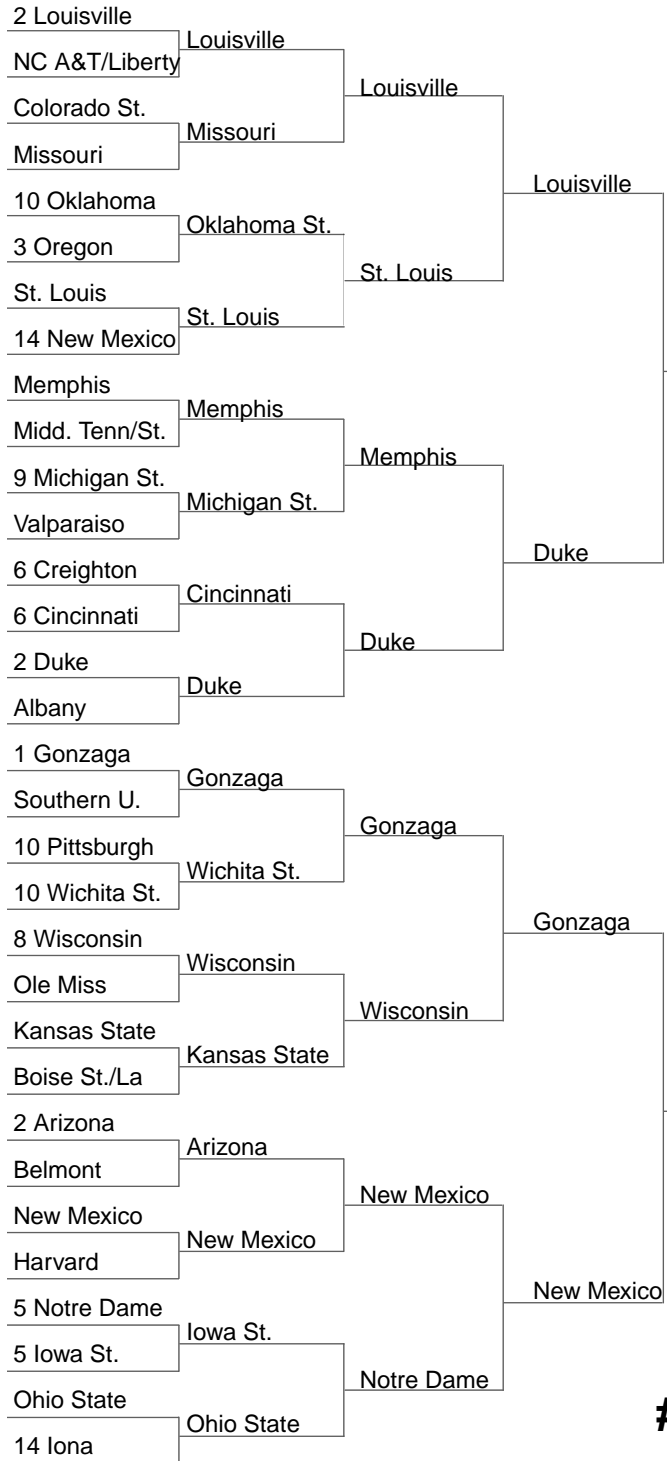 2 Louisville
NC A&T/Liberty
Colorado St.
Missouri
10 Oklahoma
3 Oregon
St. Louis
14 New Mexico
Memphis
Midd. Tenn/St.
9 Michigan St.
Valparaiso
6 Creighton
6 Cincinnati
2 Duke
Albany
1 Gonzaga
Southern U.
10 Pittsburgh
10 Wichita St.
8 Wisconsin
Ole Miss
Kansas State
Boise St./La
2 Arizona
Belmont
New Mexico
Harvard
5 Notre Dame
5 Iowa St.
Ohio State
14 Iona
Louisville
Missouri
Oklahoma St.
St. Louis
Memphis
Michigan St.
Cincinnati
Duke
Gonzaga
Wichita St.
Wisconsin
Kansas State
Arizona
New Mexico
Iowa St.
Ohio State
Louisville
St. Louis
Memphis
Duke
Gonzaga
Wisconsin
New Mexico
Notre Dame
Louisville
Duke
Gonzaga
New Mexico
#